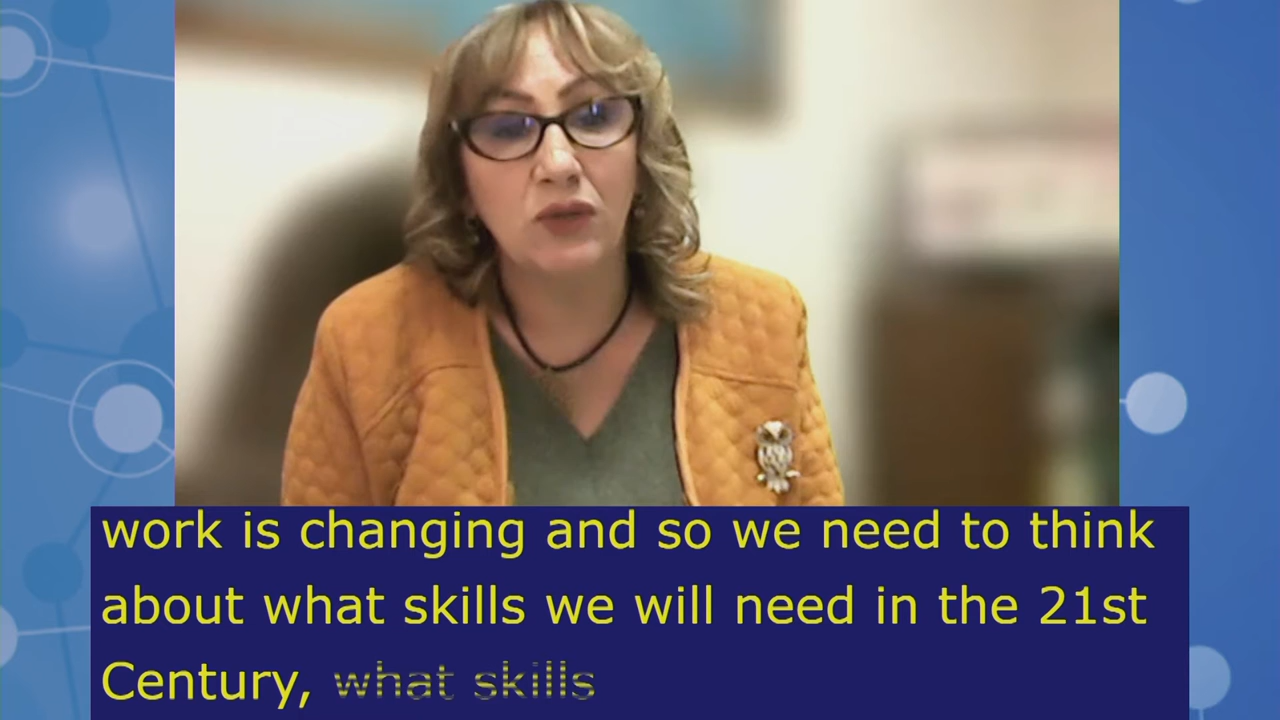 work is changing and so we need to think
about what skills we will need in the 21st
Century, what skills